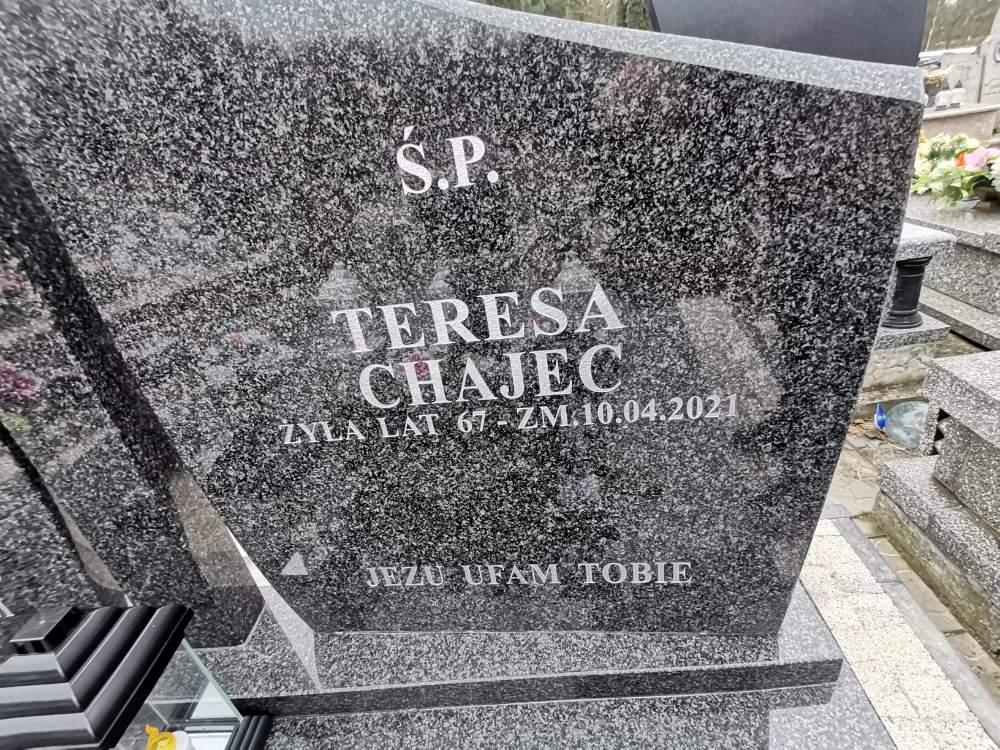 Ś.P.
TERESA
CHAJEC
ŻYŁA LAT 67 - ZM.10.04.2021
JEZU UFAM TOBIE